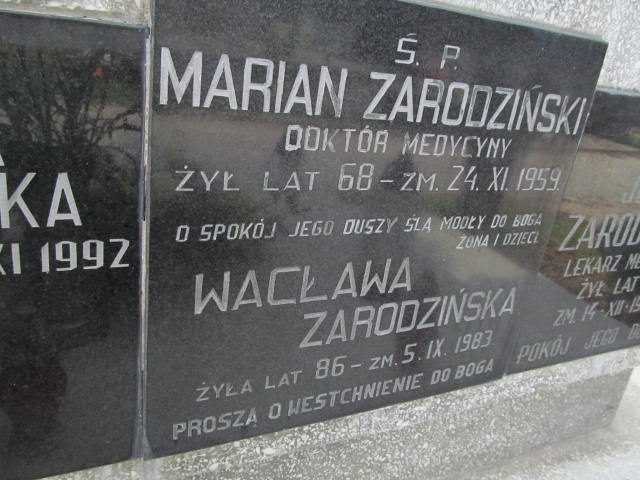 KA
XI 1992
Ś. P.
MARIAN ZARODZIŃSKI
DOKTÓR MEDYCYNY
ŻYŁ LAT 68 - ZM. 24. XI. 1959.
O SPOKÓJ JEGO DUSZY ŚLĄ MODŁY DO BOGA
ŻONA I DZIECI.
WACŁAWA
ZARODZIŃSKA
ŻYŁA LAT 86 - ZM. 5. IX. 1983.
PROSZĄ O WESTCHNIENIE DO BOGA
ZAROD
LEKARZ
ŻYŁ LAT
ZM. 14-XII-
POKÓJ JEGO